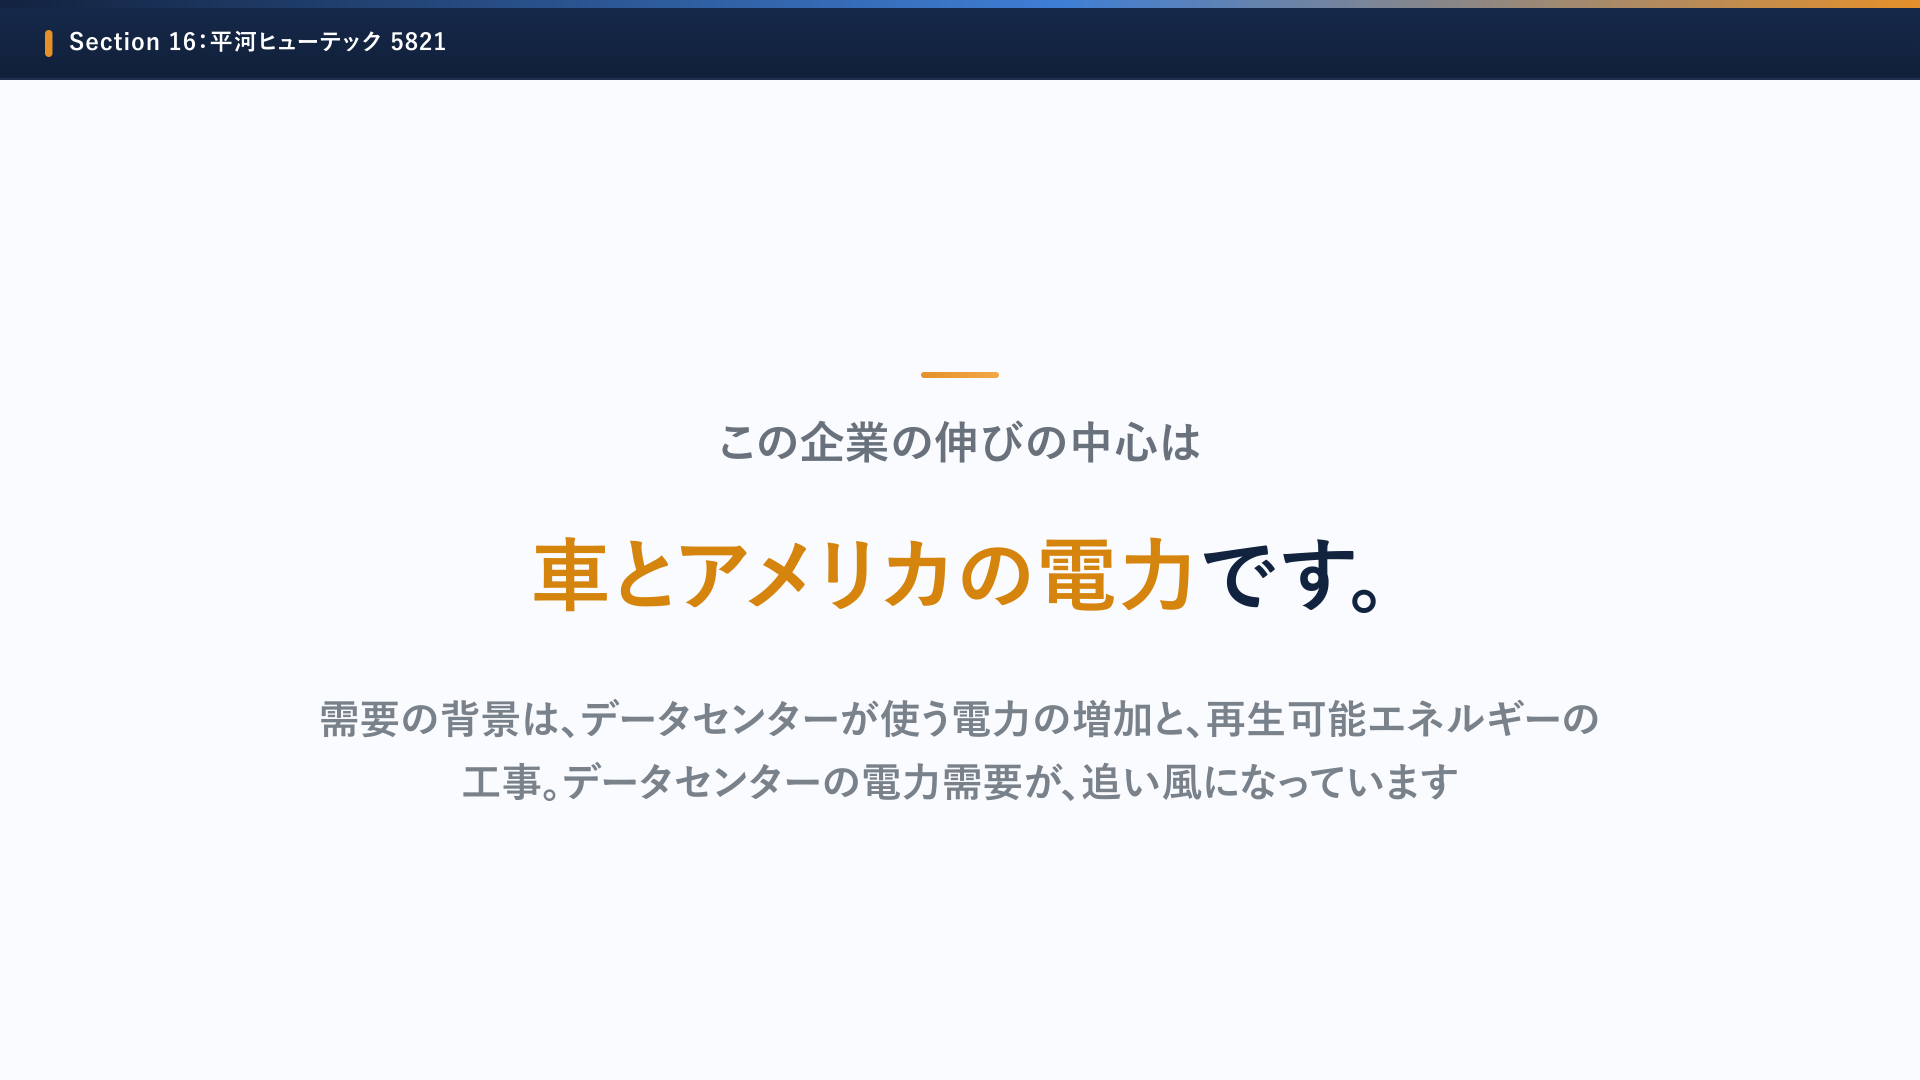 Section 16：平河ヒューテック 5821
この企業の伸びの中心は
車とアメリカの電力です。
需要の背景は、データセンターが使う電力の増加と、再生可能エネルギーの
工事。データセンターの電力需要が、追い風になっています